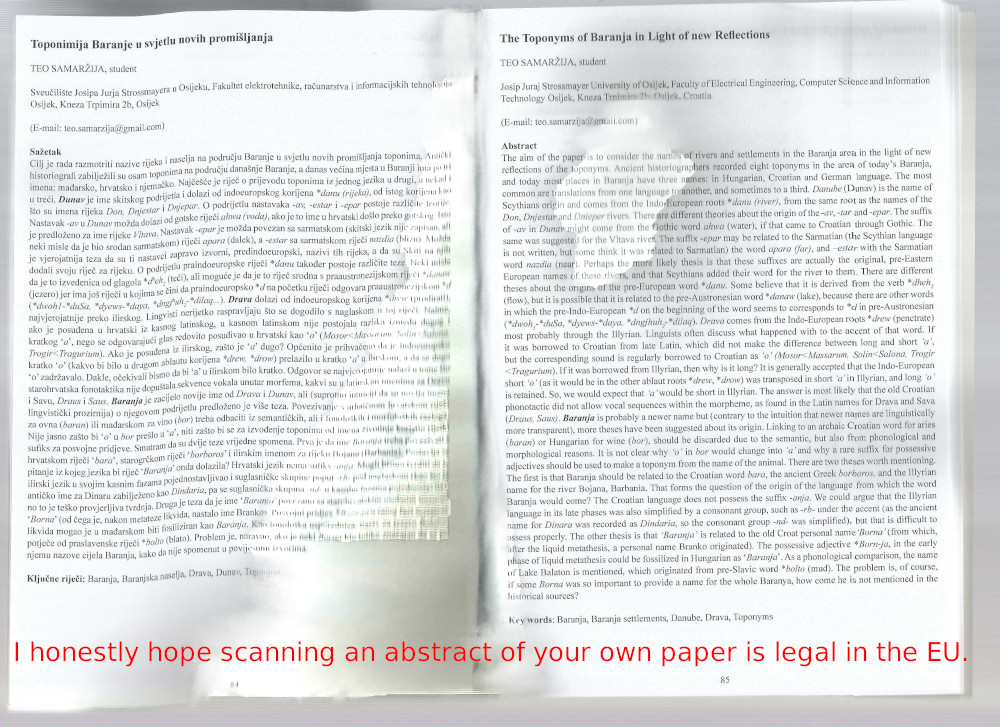 Toponimija Baranje u svjetlu novih promišljanja
TEO SAMARŽIJA, student
Sveučilište Josipa Jurja Strossmayera u Osijeku, Fakultet elektrotehnike, računarstva i informacijskih tehnologija
Osijek, Kneza Trpimira 2b, Osijek
(E-mail: teo.samarzija@gmail.com)
Sažetak
Cilj je rada razmotriti nazive rijeka i naselja na području Baranje u svjetlu novih promišljanja toponima. Antički
historiografi zabilježili su osam toponima na području današnje Baranje, a danas većina mjesta u Baranji ima po tri
imena: mađarsko, hrvatsko i njemačko. Najčešće je riječ o prijevodu toponima iz jednog jezika u drugi, a nekad i
u treći. Dunav je ime skitskog podrijetla i dolazi od indoeuropskog korijena *danu (rijeka), od istog korijena kao
što su imena rijeka Don, Dnjestar i Dnjepar. O podrijetlu nastavaka -av, -estar i -epar postoje različite teorije.
Nastavak -av u Dunav možda dolazi od gotske riječi ahwa (voda), ako je to ime u hrvatski došlo preko gotskog. Isto
je predloženo za ime rijeke Vltava. Nastavak -epar je možda povezan sa sarmatskom (skitski jezik nije zapisan, ali
neki misle da je bio srodan sarmatskom) riječi apara (dalek), a -estar sa sarmatskom riječi nazdia (blizu). Možda
je vjerojatnija teza da su ti nastavci zapravo izvorni, predindoeuropski, nazivi tih rijeka, a da su Skiti na njih
dodali svoju riječ za rijeku. O podrijetlu praindoeuropske riječi *danu također postoje različite teze. Neki misle
da je to izvedenica od glagola *dʰeh₂ (teći), ali moguće je da je to riječ srodna s praaustronezijskom riječi *danaw
(jezero) jer ima još riječi u kojima se čini da praindoeuropsko *d na početku riječi odgovara praaustronezijskom *d
(*dwoh₁-*duSa, *dyews-*daya, *dngʰuh₂-*dilaq...). Drava dolazi od indoeuropskog korijena *drew (prodirati),
najvjerojatnije preko ilirskog. Lingvisti nerijetko raspravljaju što se dogodilo s naglaskom u toj riječi.
ako je posuđena u hrvatski iz kasnog latinskog, u kasnom latinskom nije postojala razlika između dugog i
kratkog 'a', nego se odgovarajući glas redovito posuđivao u hrvatski kao 'o' (Mosor<Massarum, Solin<Salona,
Trogir<Tragurium). Ako je posuđena iz ilirskog, zašto je 'a' dugo? Općenito je prihvaćeno da je indoeuropsko
kratko 'o' (kakvo bi bilo u drugom ablautu korijena *drew, *drow) prelazilo u kratko 'a' u ilirskom, a da se dugo
'o' zadržavalo. Dakle, očekivali bismo da bi 'a' u ilirskom bilo kratko. Odgovor se najvjerojatnije nalazi u tome što
starohrvatska fonotaktika nije dopuštala sekvence vokala unutar morfema, kakvi su u latinskim imenima za Dravu
i Savu, Draus i Saus. Baranja je zacijelo novije ime od Drava i Dunav, ali (suprotno intuiciji da su novija imena
lingvistički prozirnija) o njegovom podrijetlu predloženo je više teza. Povezivanje s
za ovna (baran) ili mađarskom za vino (bor) treba odbaciti iz semantičkih, ali i
Nije jasno zašto bi 'o' u bor prešlo u 'a', niti zašto bi se za izvođenje toponima od imena životinje
sufiks za posvojne pridjeve. Smatram da su dvije teze vrijedne spomena. Prva je da ime Baranja treba
hrvatskom riječi 'bara', starogrčkom riječi 'borboros' i ilirskim imenom za rijeku Bojanu
pitanje iz kojeg jezika bi riječ 'Baranja' onda dolazila? Hrvatski jezik nema sufiks -anja.
ilirski jezik u svojim kasnim fazama pojednostavljivao i suglasničke skupine poput
antičko ime za Dinaru zabilježeno kao Dindaria, pa se suglasnička skupina
no to je teško provjerljiva tvrdnja. Druga je teza da je ime 'Baranja'
'Borna' (od čega je, nakon metateze likvida, nastalo ime Branko). Posvojni pridjev
likvida mogao je u mađarskom biti fosiliziran kao Baranja. Kao
potječe od praslavenske riječi *bolto (blato). Problem je, naravno, ako je neki Borna bio
njemu nazove cijela Baranja, kako da nije spomenut u povijesnim izvorima.
Ključne riječi: Baranja, Baranjska naselja, Drava, Dunav,
84
The Toponyms of Baranja in Light of new Reflections
TEO SAMARŽIJA, student
Josip Juraj Strossmayer University of Osijek, Faculty of Electrical Engineering, Computer Science and Information
Technology Osijek, Kneza Trpimira 2b, Osijek, Croatia
(E-mail: teo.samarzija@gmail.com)
Abstract
The aim of the paper is to consider the names of rivers and settlements in the Baranja area in the light of new
reflections of the toponyms. Ancient historiographers recorded eight toponyms in the area of today's Baranja,
and today most places in Baranja have three names: in Hungarian, Croatian and German language. The most
common are translations from one language to another, and sometimes to a third. Danube (Dunav) is the name of
Scythians origin and comes from the Indo-European roots *danu (river), from the same root as the names of the
Don, Dnjestar and Dnieper rivers. There are different theories about the origin of the -av, -tar and -epar. The suffix
of -av in Dunav might come from the Gothic word ahwa (water), if that came to Croatian through Gothic. The
same was suggested for the Vltava river. The suffix -epar may be related to the Sarmatian (the Scythian language
is not written, but some think it was related to Sarmatian) the word apara (far), and –estar with the Sarmatian
word nazdia (near). Perhaps the more likely thesis is that these suffixes are actually the original, pre-Eastern
European names of these rivers, and that Scythians added their word for the river to them. There are different
theses about the origins of the pre-European word *danu. Some believe that it is derived from the verb *dheh₂
(flow), but it is possible that it is related to the pre-Austronesian word *danaw (lake), because there are other words
in which the pre-Indo-European *d on the beginning of the word seems to corresponds to *d in pre-Austronesian
(*dwoh₁-*duSa, *dyews-*daya, dngʰuh₂-*dilaq). Drava comes from the Indo-European roots *drew (penetrate)
most probably through the Illyrian. Linguists often discuss what happened with to the accent of that word. If
it was borrowed to Croatian from late Latin, which did not make the difference between long and short 'a',
but the corresponding sound is regularly borrowed to Croatian as 'o' (Mosor<Massarum, Solin<Salona, Trogir
<Tragurium). If it was borrowed from Illyrian, then why is it long? It is generally accepted that the Indo-European
short 'o' (as it would be in the other ablaut roots *drew, *drow) was transposed in short 'a' in Illyrian, and long 'o'
is retained. So, we would expect that 'a' would be short in Illyrian. The answer is most likely that the old Croatian
phonotactic did not allow vocal sequences within the morpheme, as found in the Latin names for Drava and Sava
(Draus, Saus). Baranja is probably a newer name but (contrary to the intuition that newer names are linguistically
more transparent), more theses have been suggested about its origin. Linking to an archaic Croatian word for aries
(baran) or Hungarian for wine (bor), should be discarded due to the semantic, but also from phonetical and
morphological reasons. It is not clear why 'o' in bor would change into 'a' and why a rare suffix for possessive
adjectives should be used to make a toponym from the name of the animal. There are two theses worth mentioning.
The first is that Baranja should be related to the Croatian word bara, the ancient Greek borboros, and the Illyrian
name for the river Bojana, Barbania. That forms the question of the origin of the language from which the word
Baranja would come? The Croatian language does not possess the suffix -anja. We could argue that the Illyrian
language in its late phases was also simplified by a consonant group, such as -rb- under the accent (as the ancient
name for Dinara was recorded as Dindaria, so the consonant group -nd- was simplified), but that is difficult to
assess properly. The other thesis is that 'Baranja' is related to the old Croat personal name 'Borna' (from which,
after the liquid metathesis, a personal name Branko originated). The possessive adjective *Born-ja, in the early
phase of liquid metathesis could be fossilized in Hungarian as 'Baranja'. As a phonological comparison, the name
of Lake Balaton is mentioned, which originated from pre-Slavic word *bolto (mud). The problem is, of course,
if some Borna was so important to provide a name for the whole Baranya, how come he is not mentioned in the
historical sources?
Key words: Baranja, Baranja settlements, Danube, Drava, Toponyms
85
I honestly hope scanning an abstract of your own paper is legal in the EU.